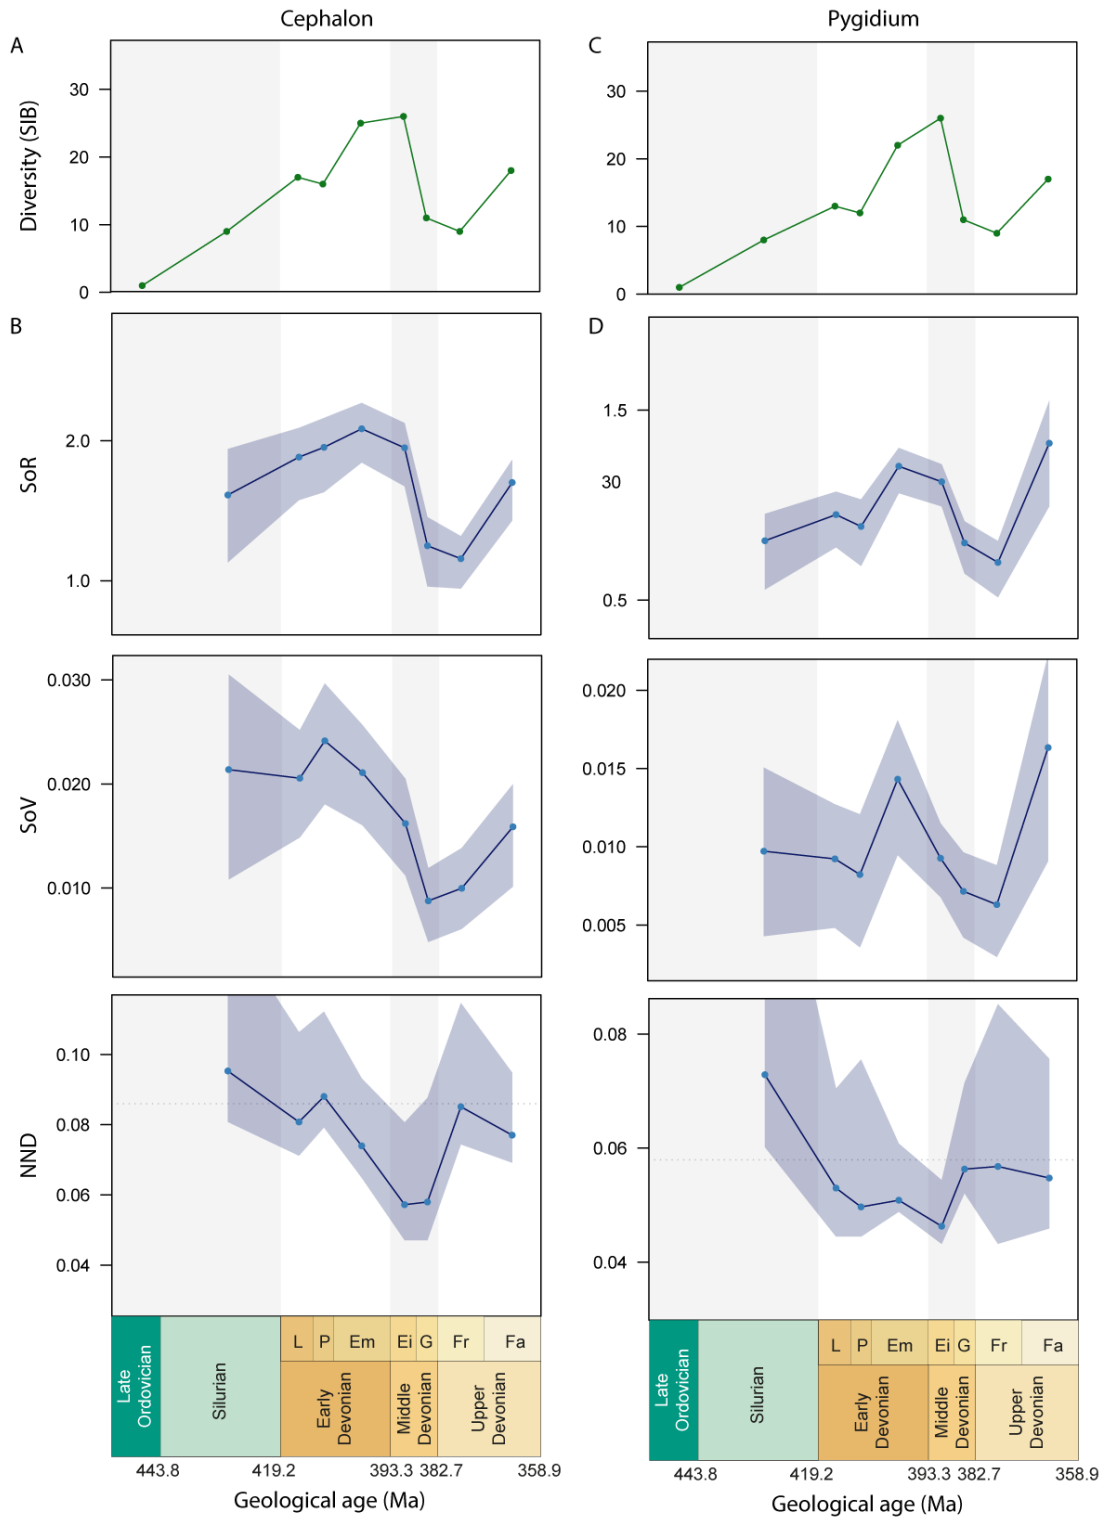 Cephalon
Pygidium
A
Diversity (SIB)
30
20
10
0
C
30
20
10
0
B
SoR
2.0
1.0
D
1.5
30
0.5
SoV
0.030
0.020
0.010
0.020
0.015
0.010
0.005
NND
0.10
0.08
0.06
0.04
0.08
0.06
0.04
Late
Ordovician
Silurian
L P Em Ei G Fr Fa
Early
Devonian
Middle
Devonian
Upper
Devonian
443.8 419.2 393.3 382.7 358.9
Geological age (Ma)
Late
Ordovician
Silurian
L P Em Ei G Fr Fa
Early
Devonian
Middle
Devonian
Upper
Devonian
443.8 419.2 393.3 382.7 358.9
Geological age (Ma)